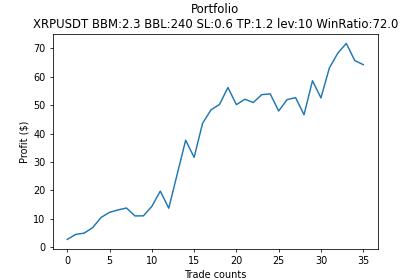 Portfolio
XRPUSDT BBM:2.3 BBL:240 SL:0.6 TP:1.2 lev:10 WinRatio:72.0
70
60
50
40
30
20
10
0
Profit ($)
0 5 10 15 20 25 30 35
Trade counts